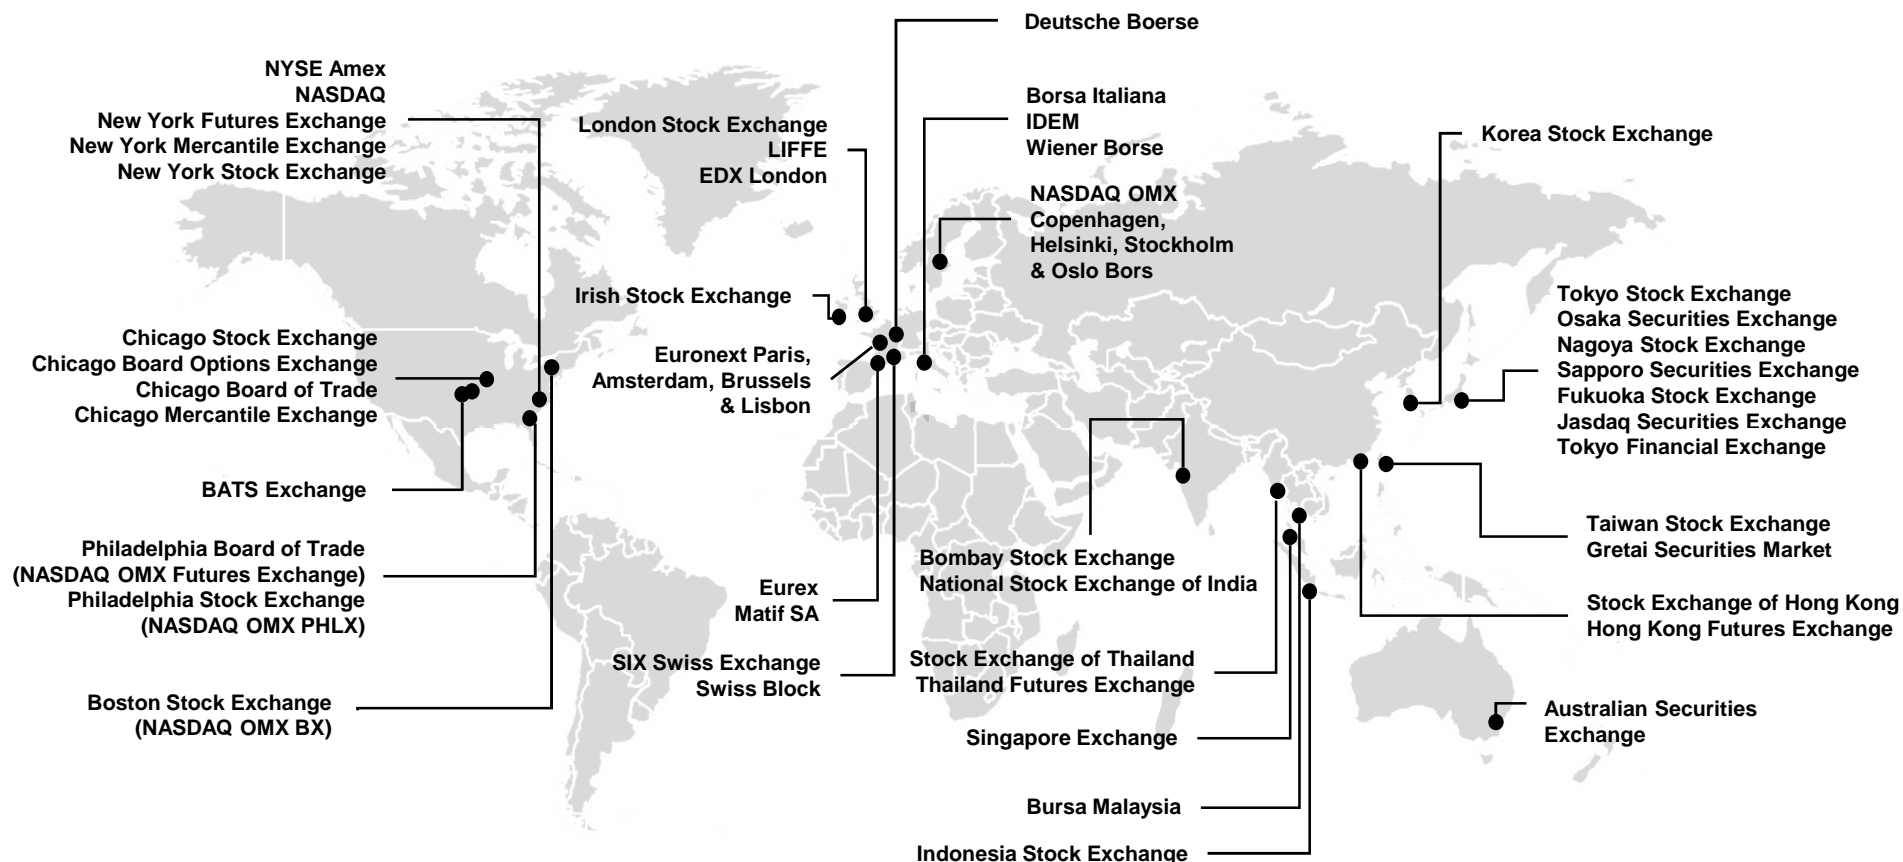 Deutsche Boerse
NYSE Amex
NASDAQ
New York Futures Exchange
New York Mercantile Exchange
New York Stock Exchange
London Stock Exchange
LIFFE
EDX London
Borsa Italiana
IDEM
Wiener Borse
Korea Stock Exchange
NASDAQ OMX
Copenhagen,
Helsinki, Stockholm
& Oslo Bors
Irish Stock Exchange
Tokyo Stock Exchange
Osaka Securities Exchange
Nagoya Stock Exchange
Sapporo Securities Exchange
Fukuoka Stock Exchange
Jasdaq Securities Exchange
Tokyo Financial Exchange
Chicago Stock Exchange
Chicago Board Options Exchange
Chicago Board of Trade
Chicago Mercantile Exchange
Euronext Paris,
Amsterdam, Brussels
& Lisbon
BATS Exchange
Philadelphia Board of Trade
(NASDAQ OMX Futures Exchange)
Philadelphia Stock Exchange
(NASDAQ OMX PHLX)
Bombay Stock Exchange
National Stock Exchange of India
Taiwan Stock Exchange
Gretai Securities Market
Eurex
Matif SA
Stock Exchange of Hong Kong
Hong Kong Futures Exchange
SIX Swiss Exchange
Swiss Block
Stock Exchange of Thailand
Thailand Futures Exchange
Boston Stock Exchange
(NASDAQ OMX BX)
Singapore Exchange
Australian Securities
Exchange
Bursa Malaysia
Indonesia Stock Exchange